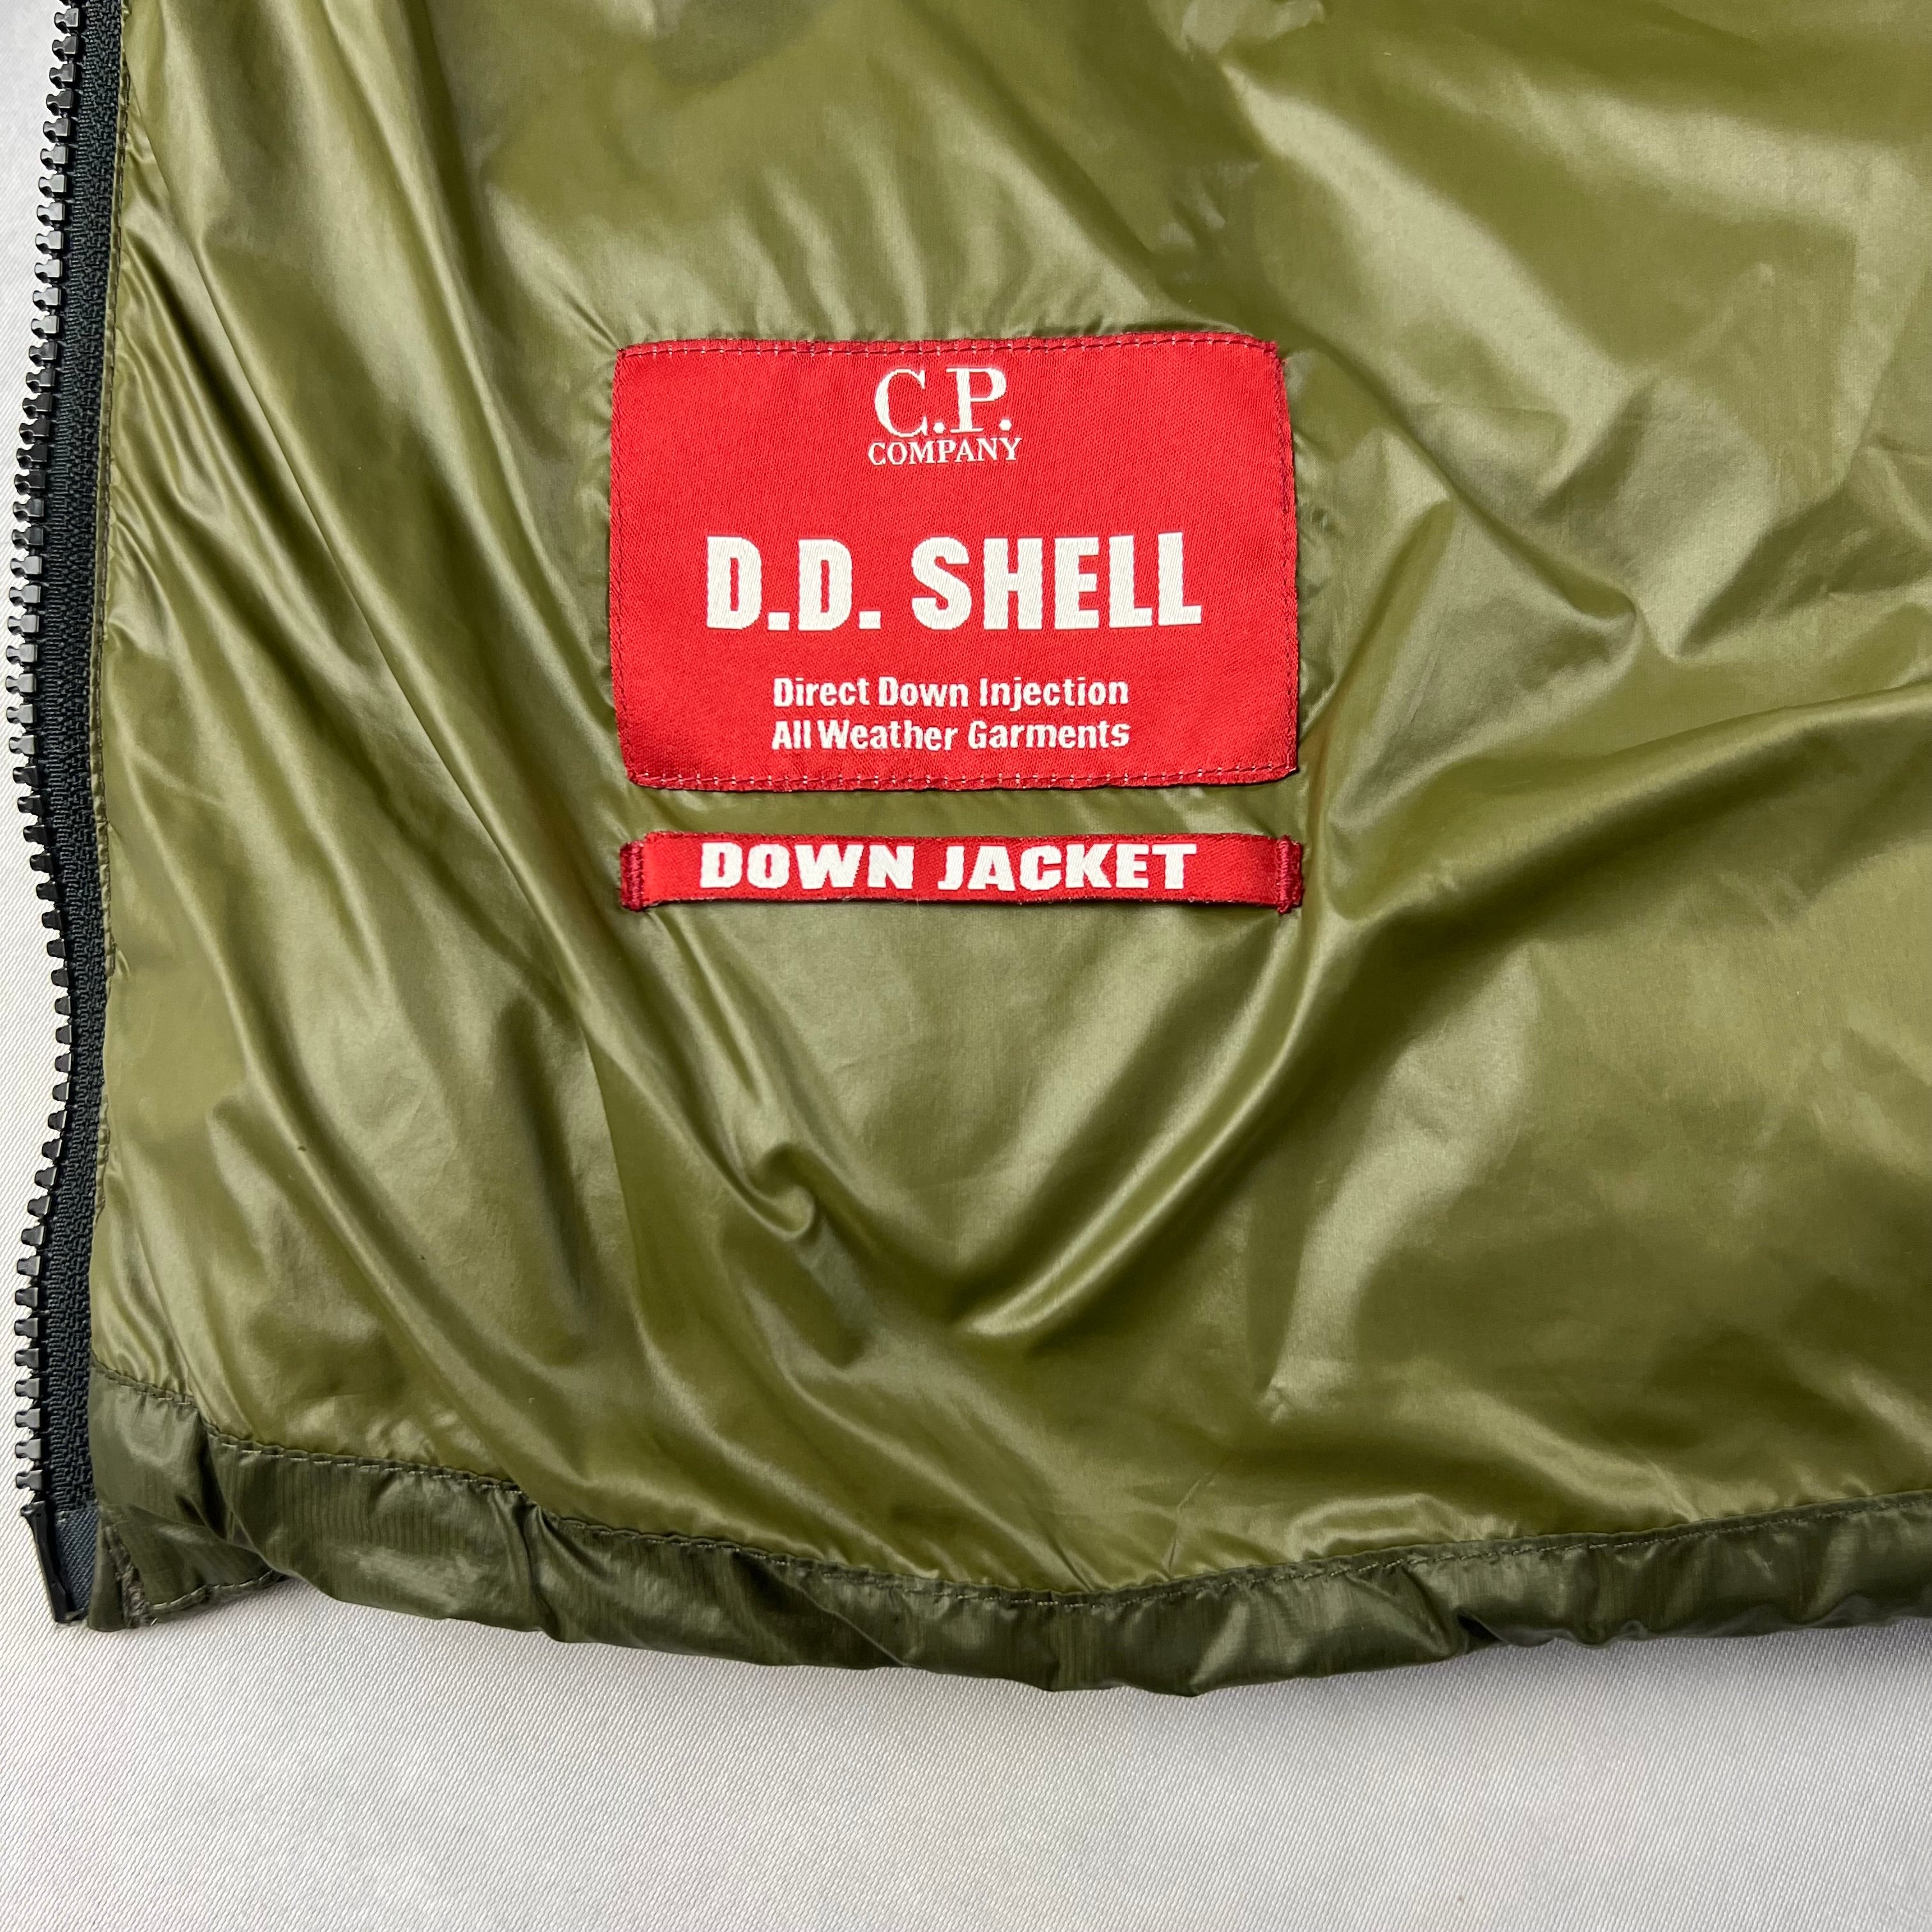 C.P.
COMPANY
D.D. SHELL
Direct Down Injection
All Weather Garments
DOWN JACKET